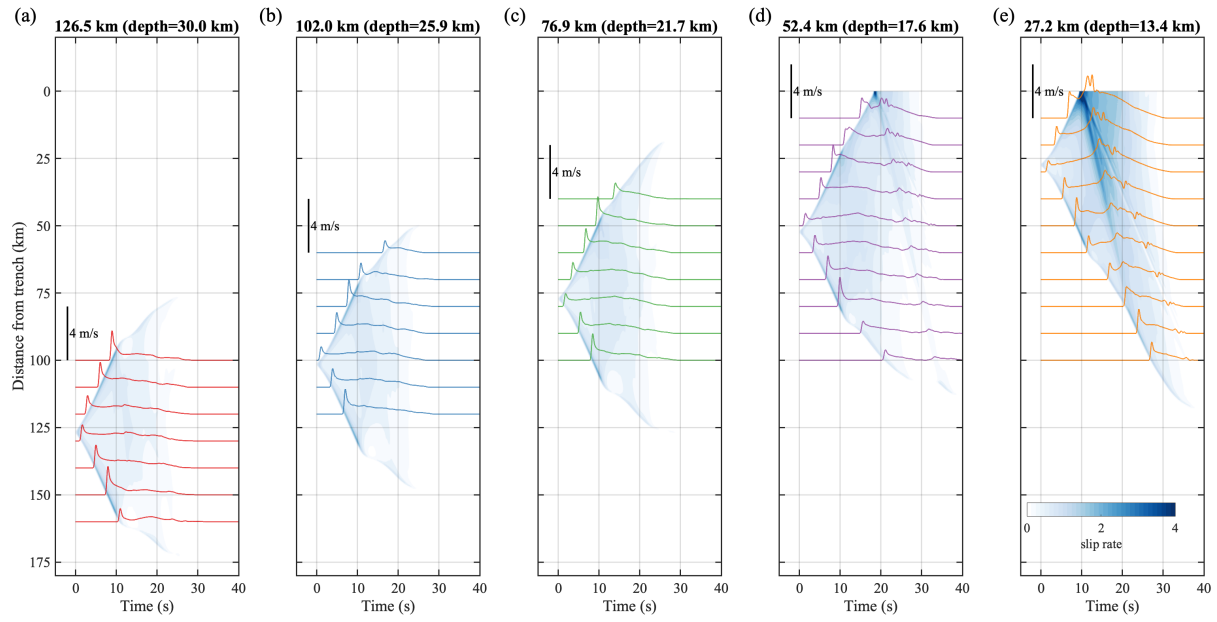 (a)
126.5 km (depth=30.0 km)
(b)
102.0 km (depth=25.9 km)
(c)
76.9 km (depth=21.7 km)
(d)
52.4 km (depth=17.6 km)
(e)
27.2 km (depth=13.4 km)
Distance from trench (km)
0
25
50
75
100
125
150
175
4 m/s
4 m/s
4 m/s
4 m/s
4 m/s
0 2 4
slip rate
0 10 20 30 40
0 10 20 30 40
0 10 20 30 40
0 10 20 30 40
0 10 20 30 40
Time (s)
Time (s)
Time (s)
Time (s)
Time (s)